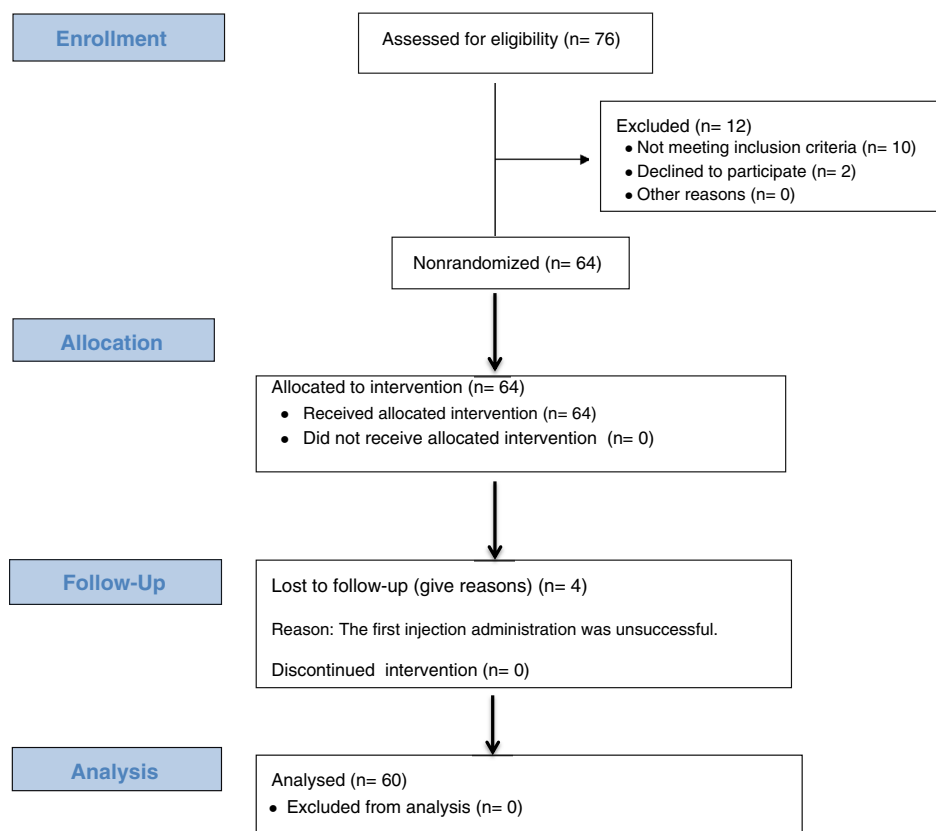 Enrollment
Assessed for eligibility (n= 76)
Excluded (n= 12)
• Not meeting inclusion criteria (n= 10)
• Declined to participate (n= 2)
• Other reasons (n= 0)
Nonrandomized (n= 64)
Allocation
Allocated to intervention (n= 64)
• Received allocated intervention (n= 64)
• Did not receive allocated intervention (n= 0)
Follow-Up
Lost to follow-up (give reasons) (n= 4)
Reason: The first injection administration was unsuccessful.
Discontinued intervention (n= 0)
Analysis
Analysed (n= 60)
• Excluded from analysis (n= 0)